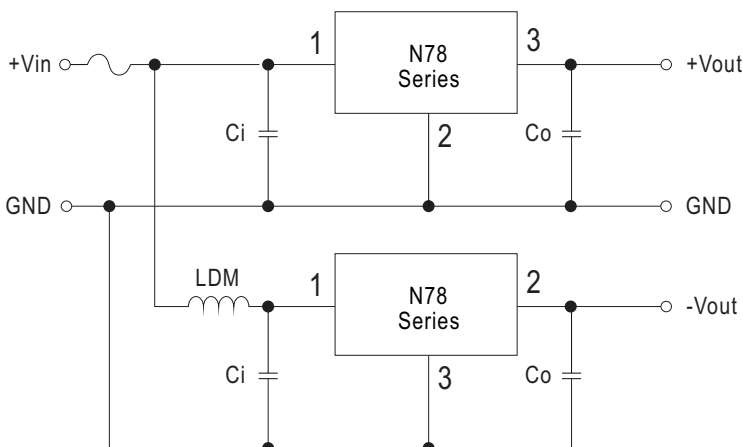 +Vin
1
N78
Series
3
+Vout
Ci
2
Co
GND
GND
LDM
1
N78
Series
2
-Vout
Ci
3
Co